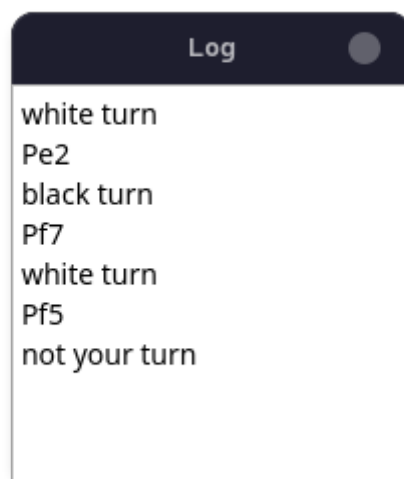 Log
white turn
Pe2
black turn
Pf7
white turn
Pf5
not your turn